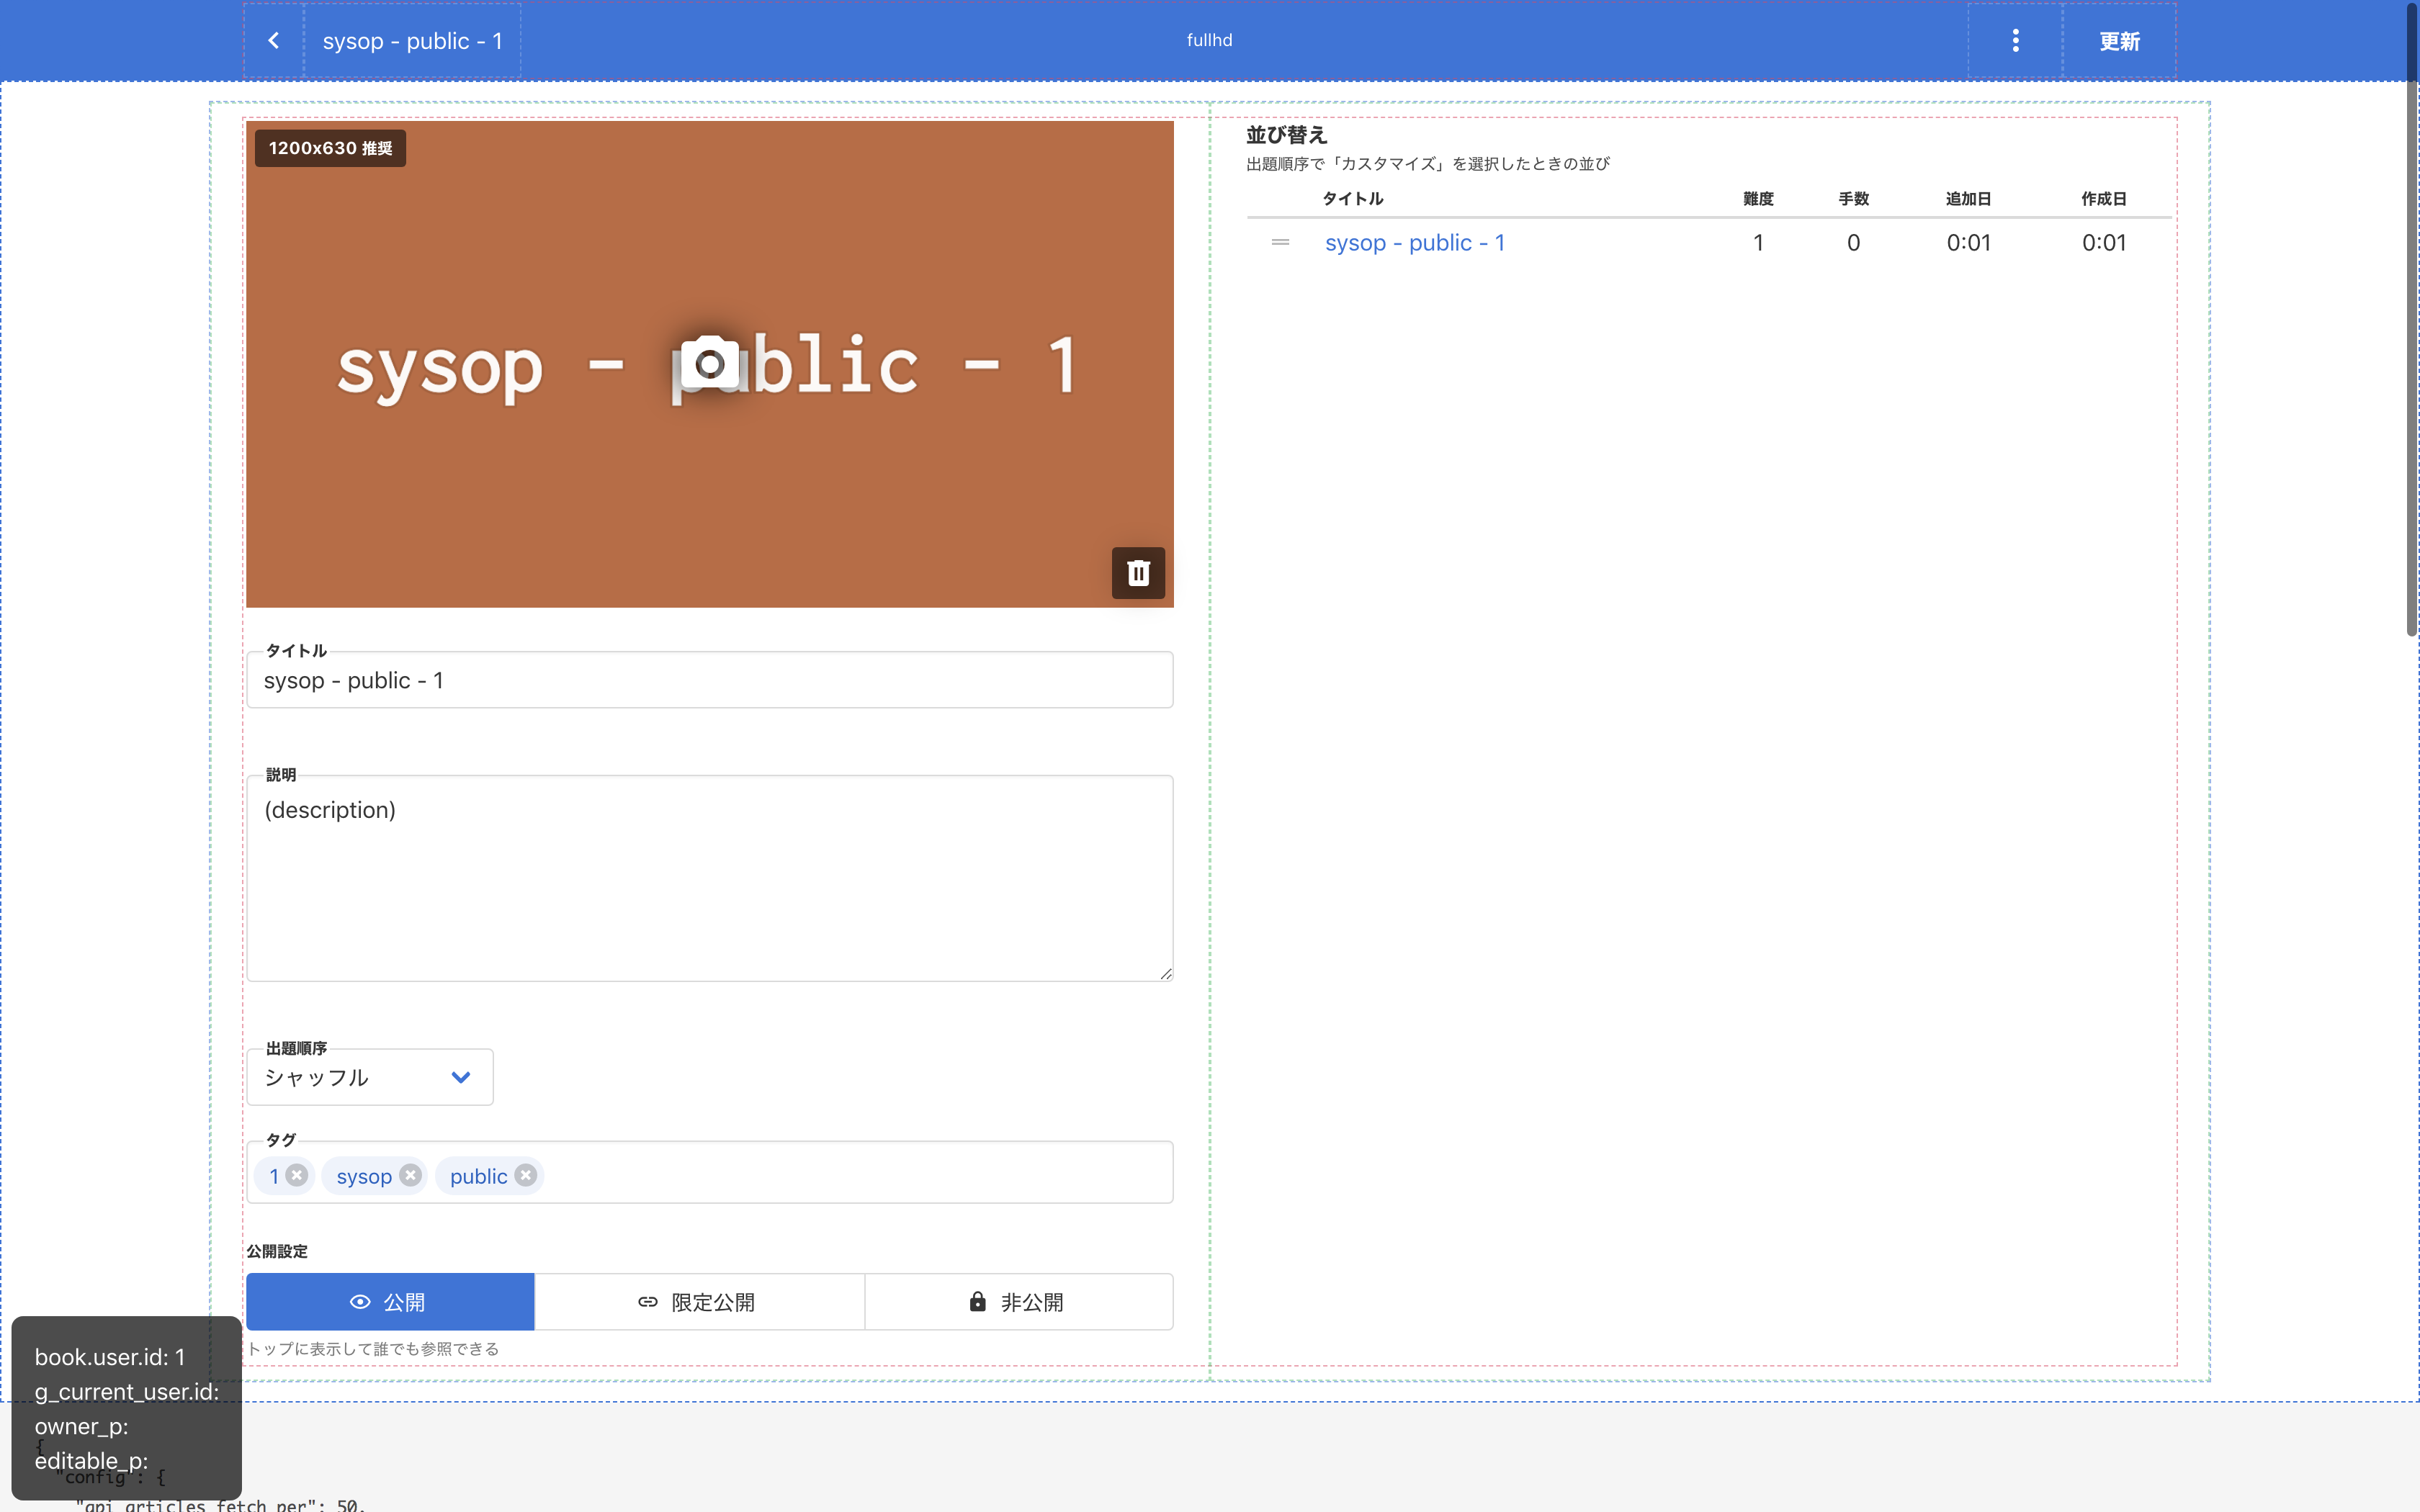 sysop - public - 1
fullhd
更新
1200x630 推奨
sysop - public - 1
タイトル
sysop - public - 1
説明
(description)
出題順序
シャッフル
タグ
1 sysop public
公開設定
公開 限定公開 非公開
トップに表示して誰でも参照できる
並び替え
出題順序で「カスタマイズ」を選択したときの並び
タイトル 難度 手数 追加日 作成日
sysop - public - 1 1 0 0:01 0:01
book.user.id: 1
g_current_user.id:
owner_p:
editable_p:
{
"config": {
"api_articles_fetch_per": 50,